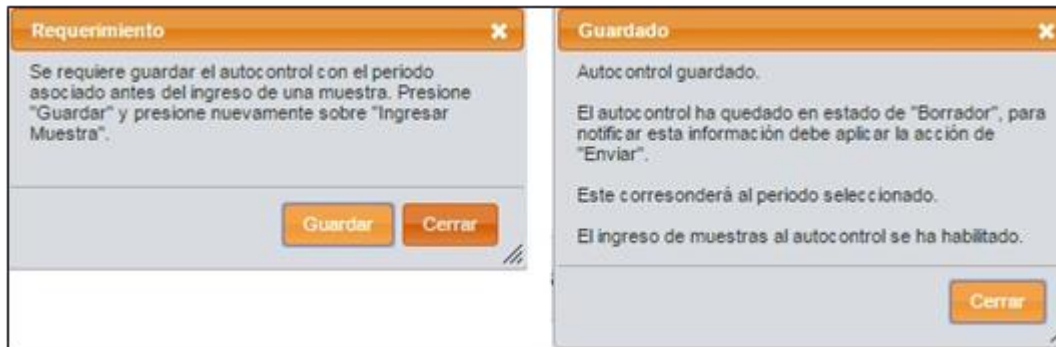 Requerimiento
Se requiere guardar el autocontrol con el periodo
asociado antes del ingreso de una muestra. Presione
"Guardar" y presione nuevamente sobre "Ingresar
Muestra".
Guardar
Cerrar
Guardado
Autocontrol guardado.
El autocontrol ha quedado en estado de "Borrador", para
notificar esta información debe aplicar la acción de
"Enviar".
Este corresonderá al periodo seleccionado.
El ingreso de muestras al autocontrol se ha habilitado.
Cerrar